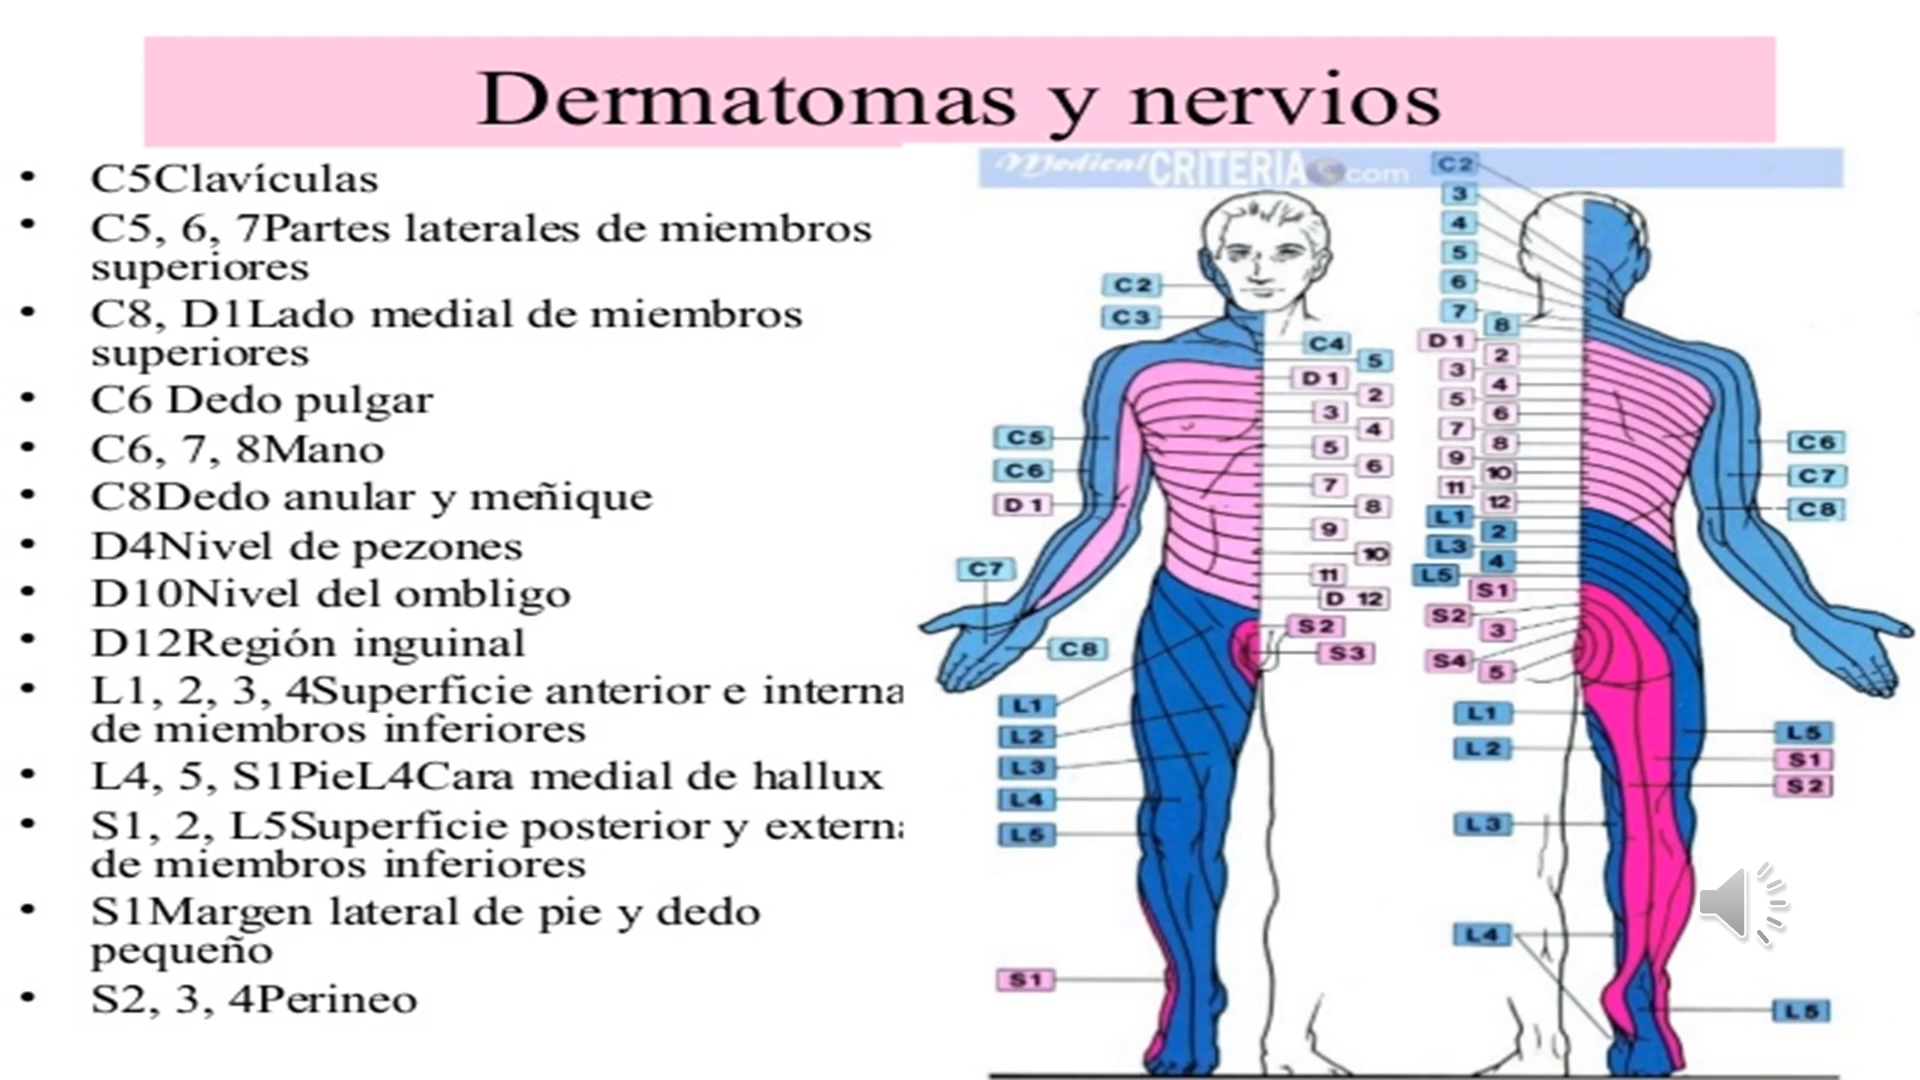 Dermatomas y nervios
• C5Clavículas
• C5, 6, 7Partes laterales de miembros
superiores
• C8, D1Lado medial de miembros
superiores
• C6 Dedo pulgar
• C6, 7, 8Mano
• C8Dedo anular y meñique
• D4Nivel de pezones
• D10Nivel del ombligo
• D12Región inguinal
• L1, 2, 3, 4Superficie anterior e interna
de miembros inferiores
• L4, 5, S1PieL4Cara medial de hallux
• S1, 2, L5Superficie posterior y extern
de miembros inferiores
• S1Margen lateral de pie y dedo
pequeño
• S2, 3, 4Perineo
Medical CRITERIA.com
C2
C3
C4
5
D1
2
3
4
5
6
7
8
9
10
11
D 12
S2
S3
C5
C6
D1
C7
C8
L1
L2
L3
L4
L5
S1
C2
3
4
5
6
7
8
D1
2
3
4
5
6
7
8
9
10
11
12
L1
2
L3
4
L5
S1
S2
3
S4
5
L1
L2
L3
L4
C6
C7
C8
L5
S1
S2
L5